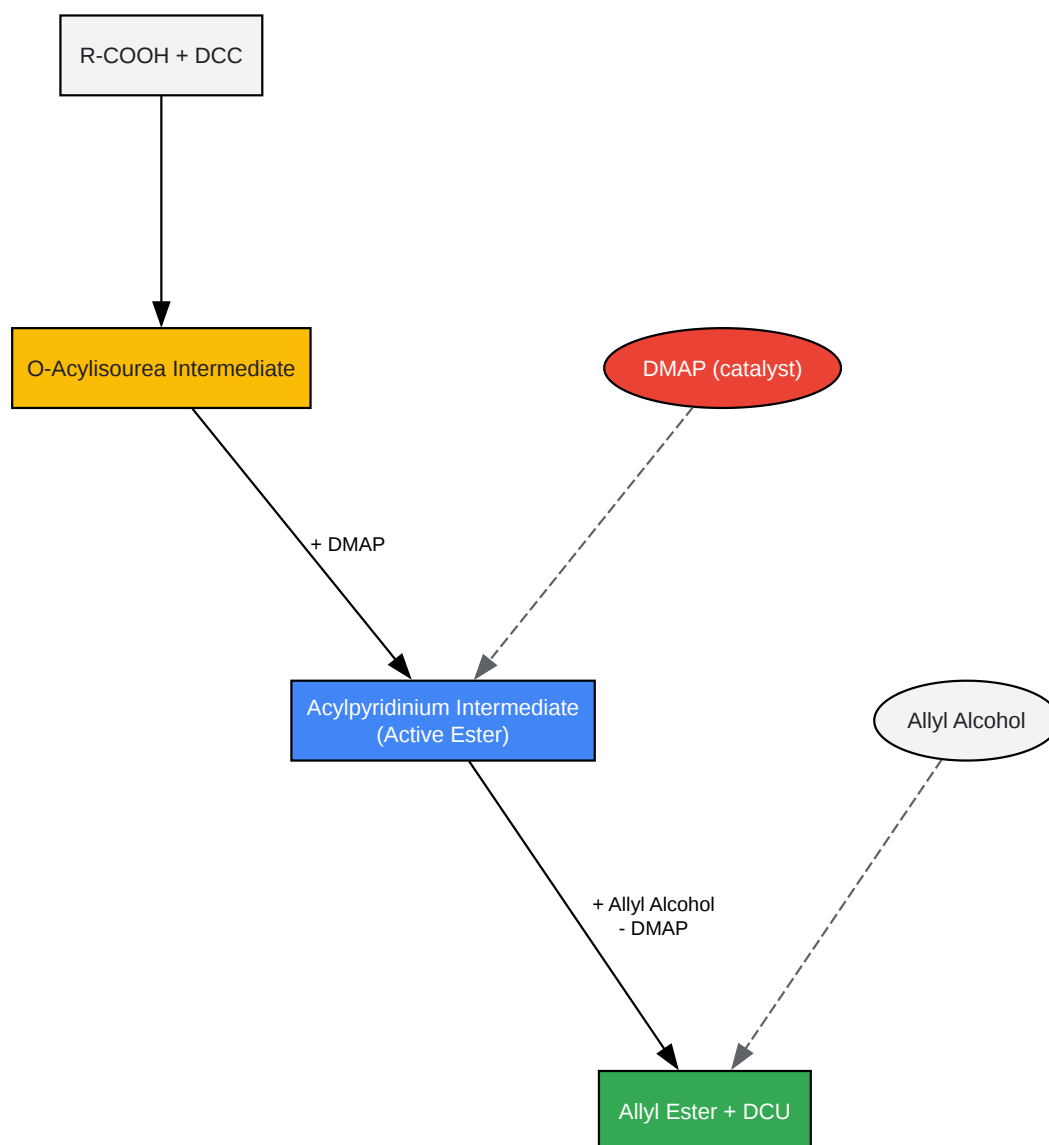 R-COOH + DCC
O-Acylisourea Intermediate
DMAP (catalyst)
+ DMAP
Acylpyridinium Intermediate
(Active Ester)
Allyl Alcohol
+ Allyl Alcohol
- DMAP
Allyl Ester + DCU